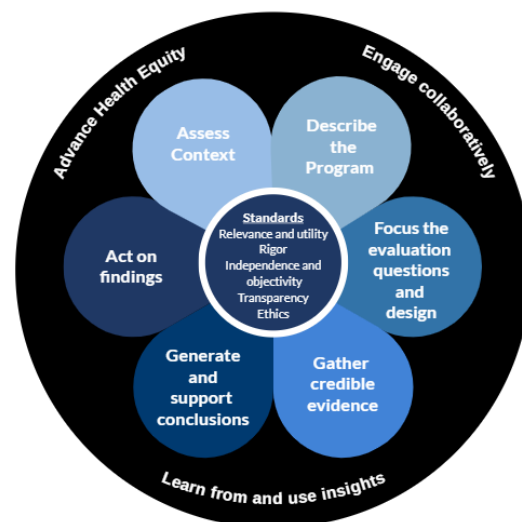 Advance Health Equity
Engage collaboratively
Assess
Context
Describe
the
Program
Standards
Relevance and utility
Rigor
Independence and
objectivity
Transparency
Ethics
Act on
findings
Focus the
evaluation
questions
and
design
Generate
and
support
conclusions
Gather
credible
evidence
Learn from and use insights